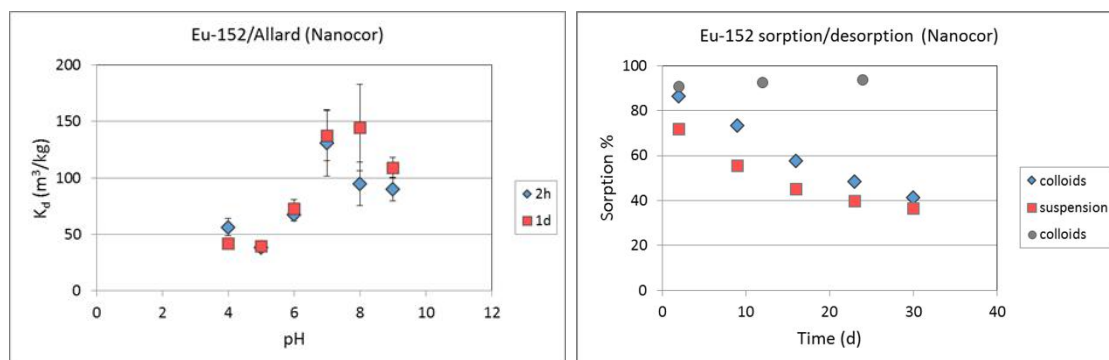 Eu-152/Allard (Nanocor)
200
150
100
50
0
K_d (m³/kg)
0 2 4 6 8 10 12
pH
2h
1d
Eu-152 sorption/desorption (Nanocor)
100
80
60
40
20
0
Sorption %
0 10 20 30 40
Time (d)
colloids
suspension
colloids